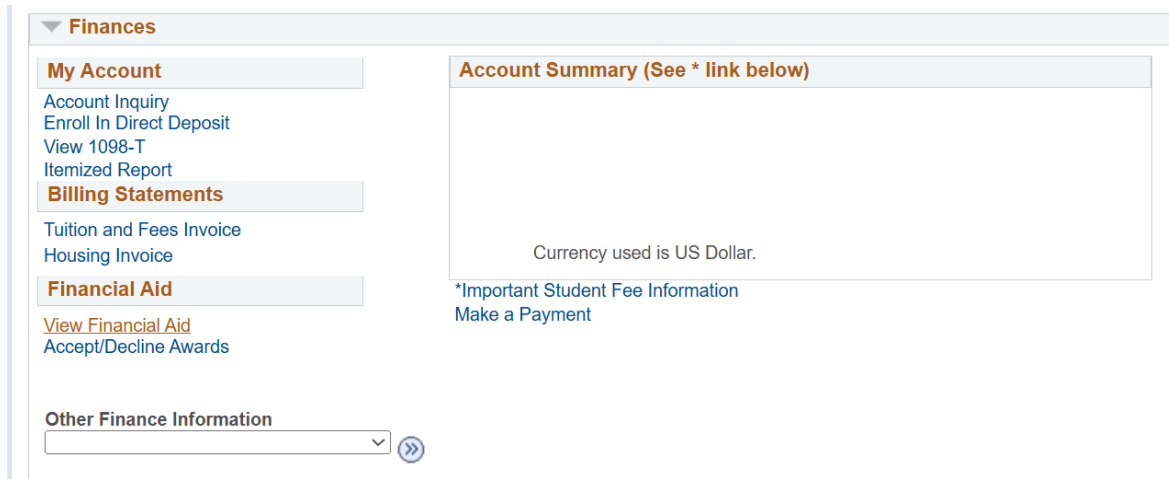 Finances
My Account
Account Inquiry
Enroll In Direct Deposit
View 1098-T
Itemized Report
Billing Statements
Tuition and Fees Invoice
Housing Invoice
Financial Aid
View Financial Aid
Accept/Decline Awards
Other Finance Information
Account Summary (See * link below)
Currency used is US Dollar.
*Important Student Fee Information
Make a Payment